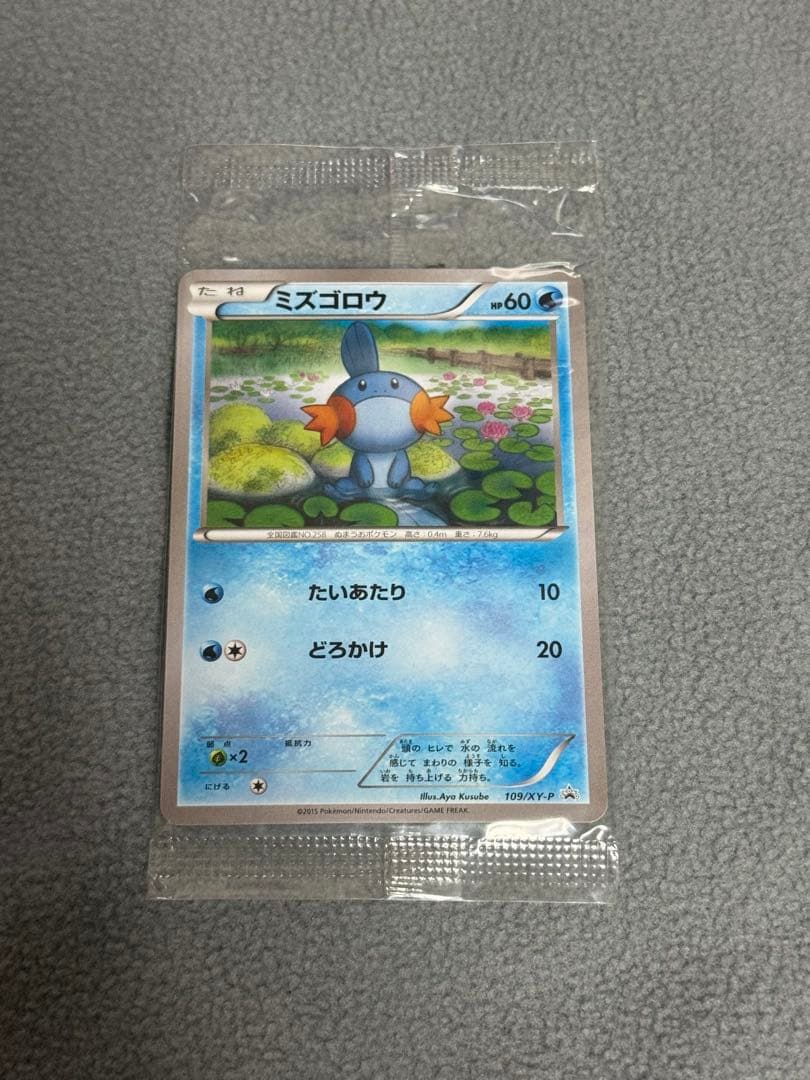 たね ミズゴロウ HP60
全国図鑑NO.258 ぬまうおポケモン 高さ:0.4m 重さ:7.6kg
たいあたり 10
どろかけ 20
弱点 抵抗力
×2
にげる
頭の ヒレで 水の 流れを
感じて まわりの 様子を 知る。
岩を 持ち上げる 力持ち。
Illus.Aya Kusube 109/XY-P
©2015 Pokémon/Nintendo/Creatures/GAME FREAK.